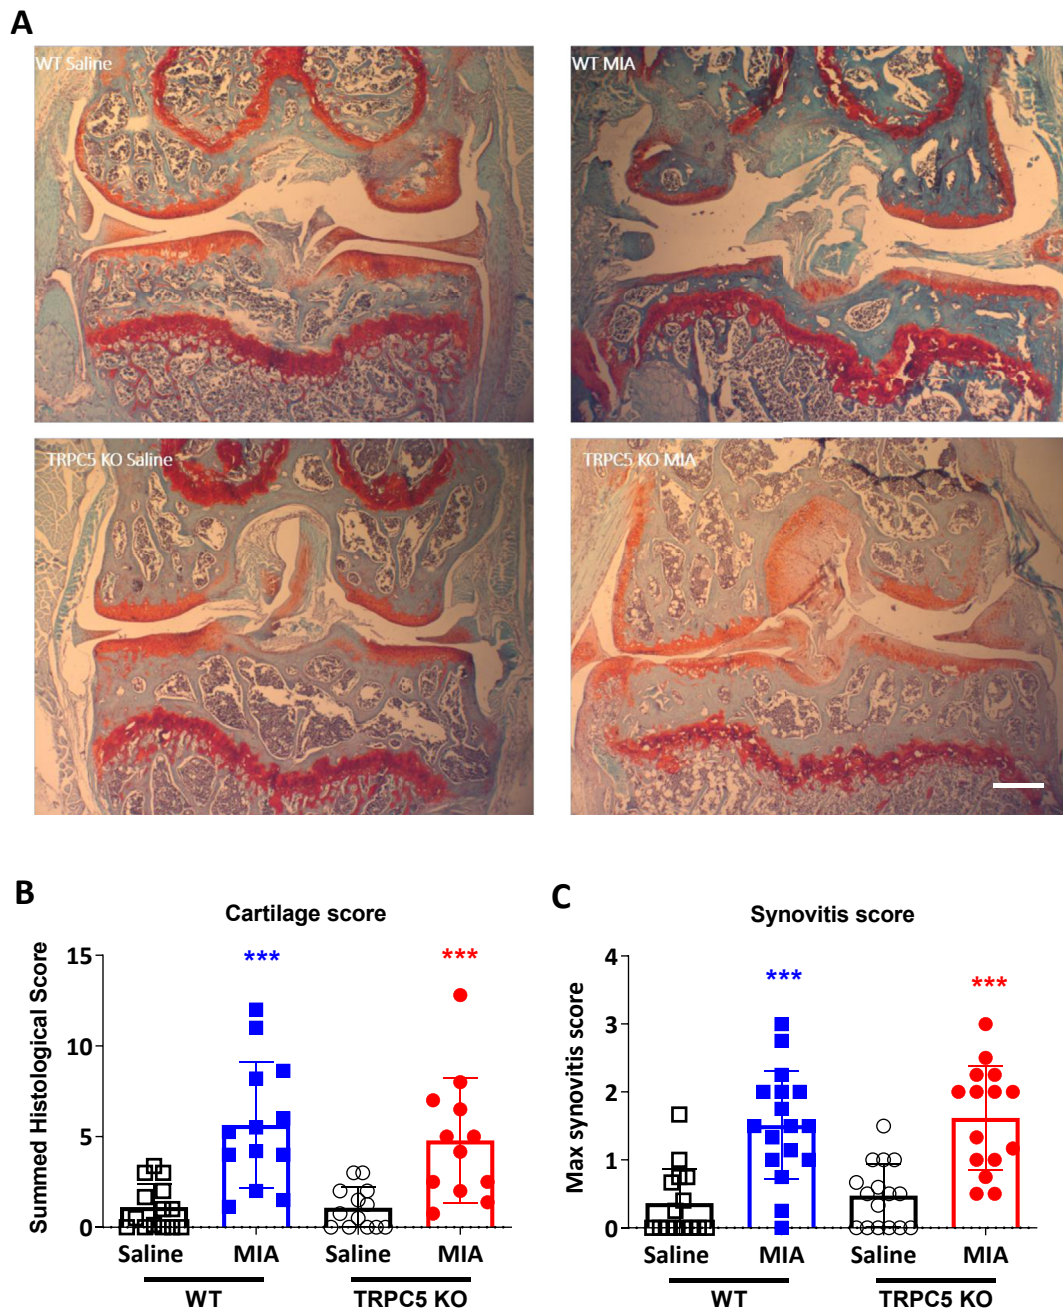 A
WT Saline
WT MIA
TRPC5 KO Saline
TRPC5 KO MIA
B
Cartilage score
Summed Histological Score
15
10
5
0
***
***
Saline
MIA
Saline
MIA
WT
TRPC5 KO
C
Synovitis score
Max synovitis score
4
3
2
1
0
***
***
Saline
MIA
Saline
MIA
WT
TRPC5 KO